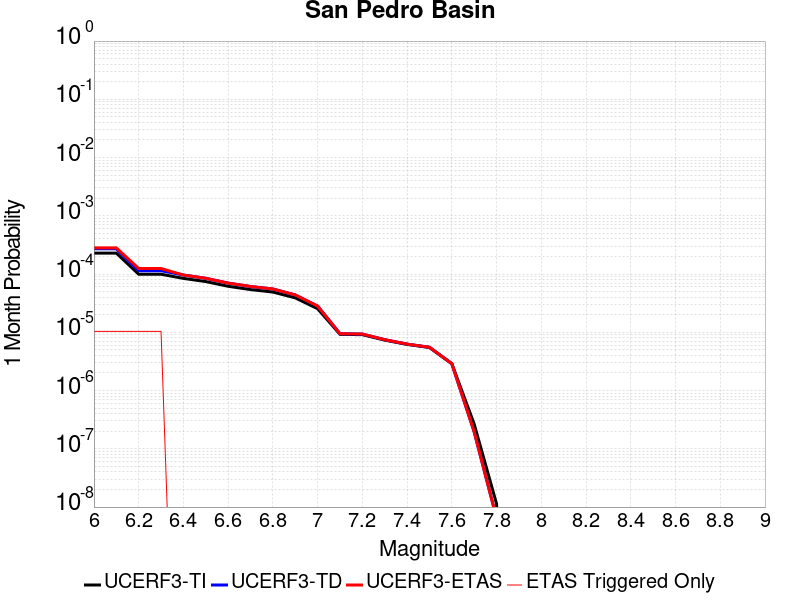 San Pedro Basin
10^0
10^-1
10^-2
10^-3
10^-4
10^-5
10^-6
10^-7
10^-8
1 Month Probability
6 6.2 6.4 6.6 6.8 7 7.2 7.4 7.6 7.8 8 8.2 8.4 8.6 8.8 9
Magnitude
UCERF3-TI UCERF3-TD UCERF3-ETAS ETAS Triggered Only